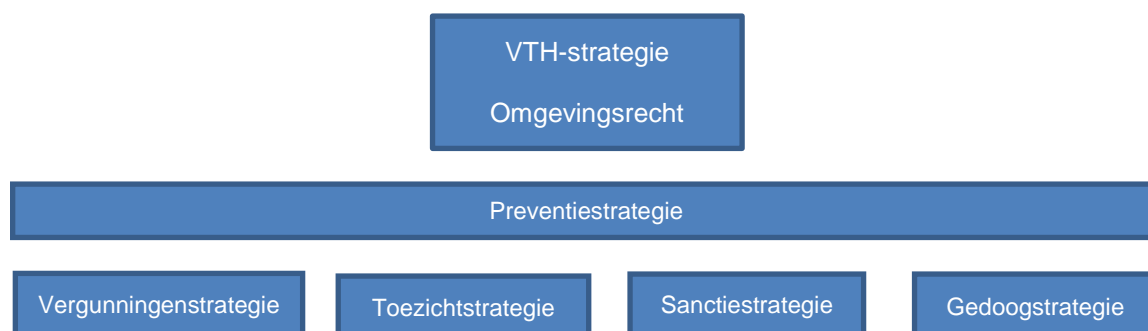 VTH-strategie
Omgevingsrecht
Preventiestrategie
Vergunningenstrategie
Toezichtstrategie
Sanctiestrategie
Gedoogstrategie